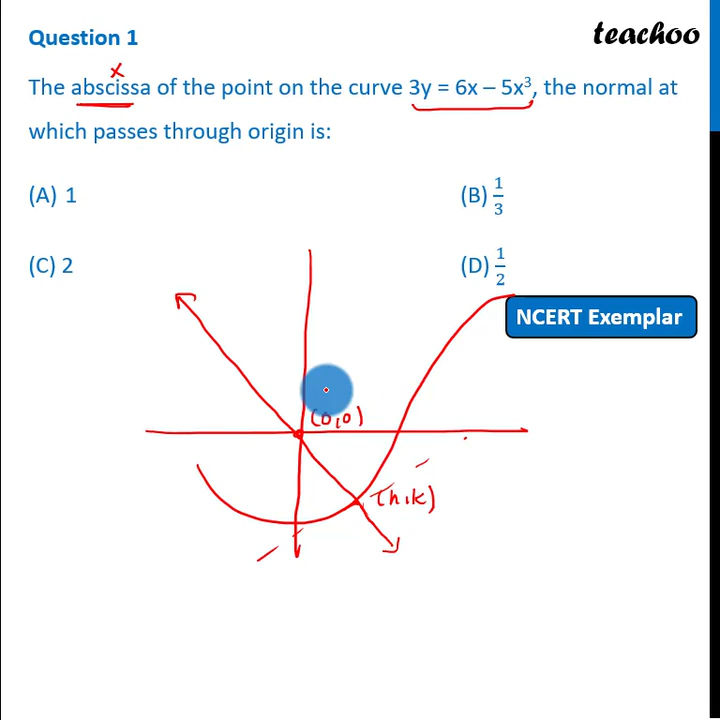 Question 1
teachoo
x
The abscissa of the point on the curve 3y = 6x – 5x³, the normal at
which passes through origin is:
(A) 1
(B) 1/3
(C) 2
(D) 1/2
NCERT Exemplar
(0,0)
(h,k)